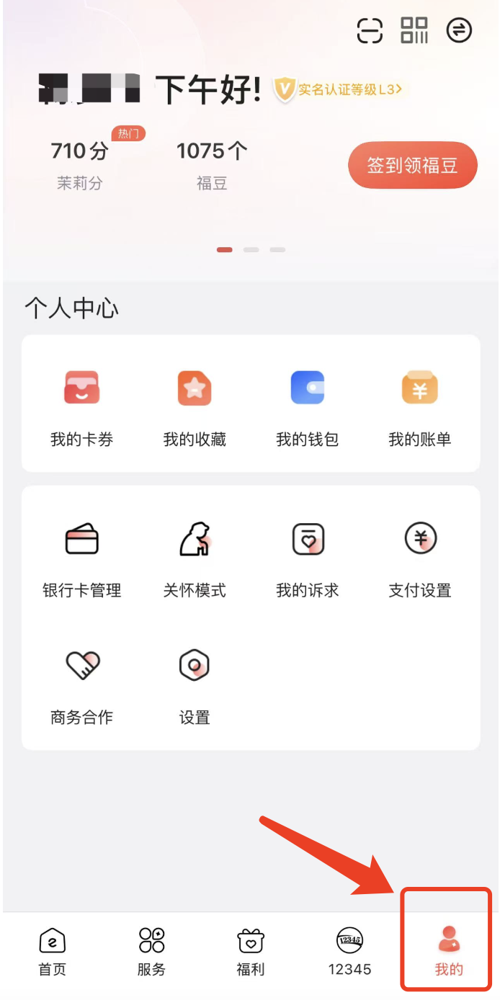 下午好!
实名认证等级L3>
热门
710分
1075个
茉莉分
福豆
签到领福豆
个人中心
我的卡券
我的收藏
我的钱包
我的账单
银行卡管理
关怀模式
我的诉求
支付设置
商务合作
设置
12345
首页
服务
福利
12345
我的